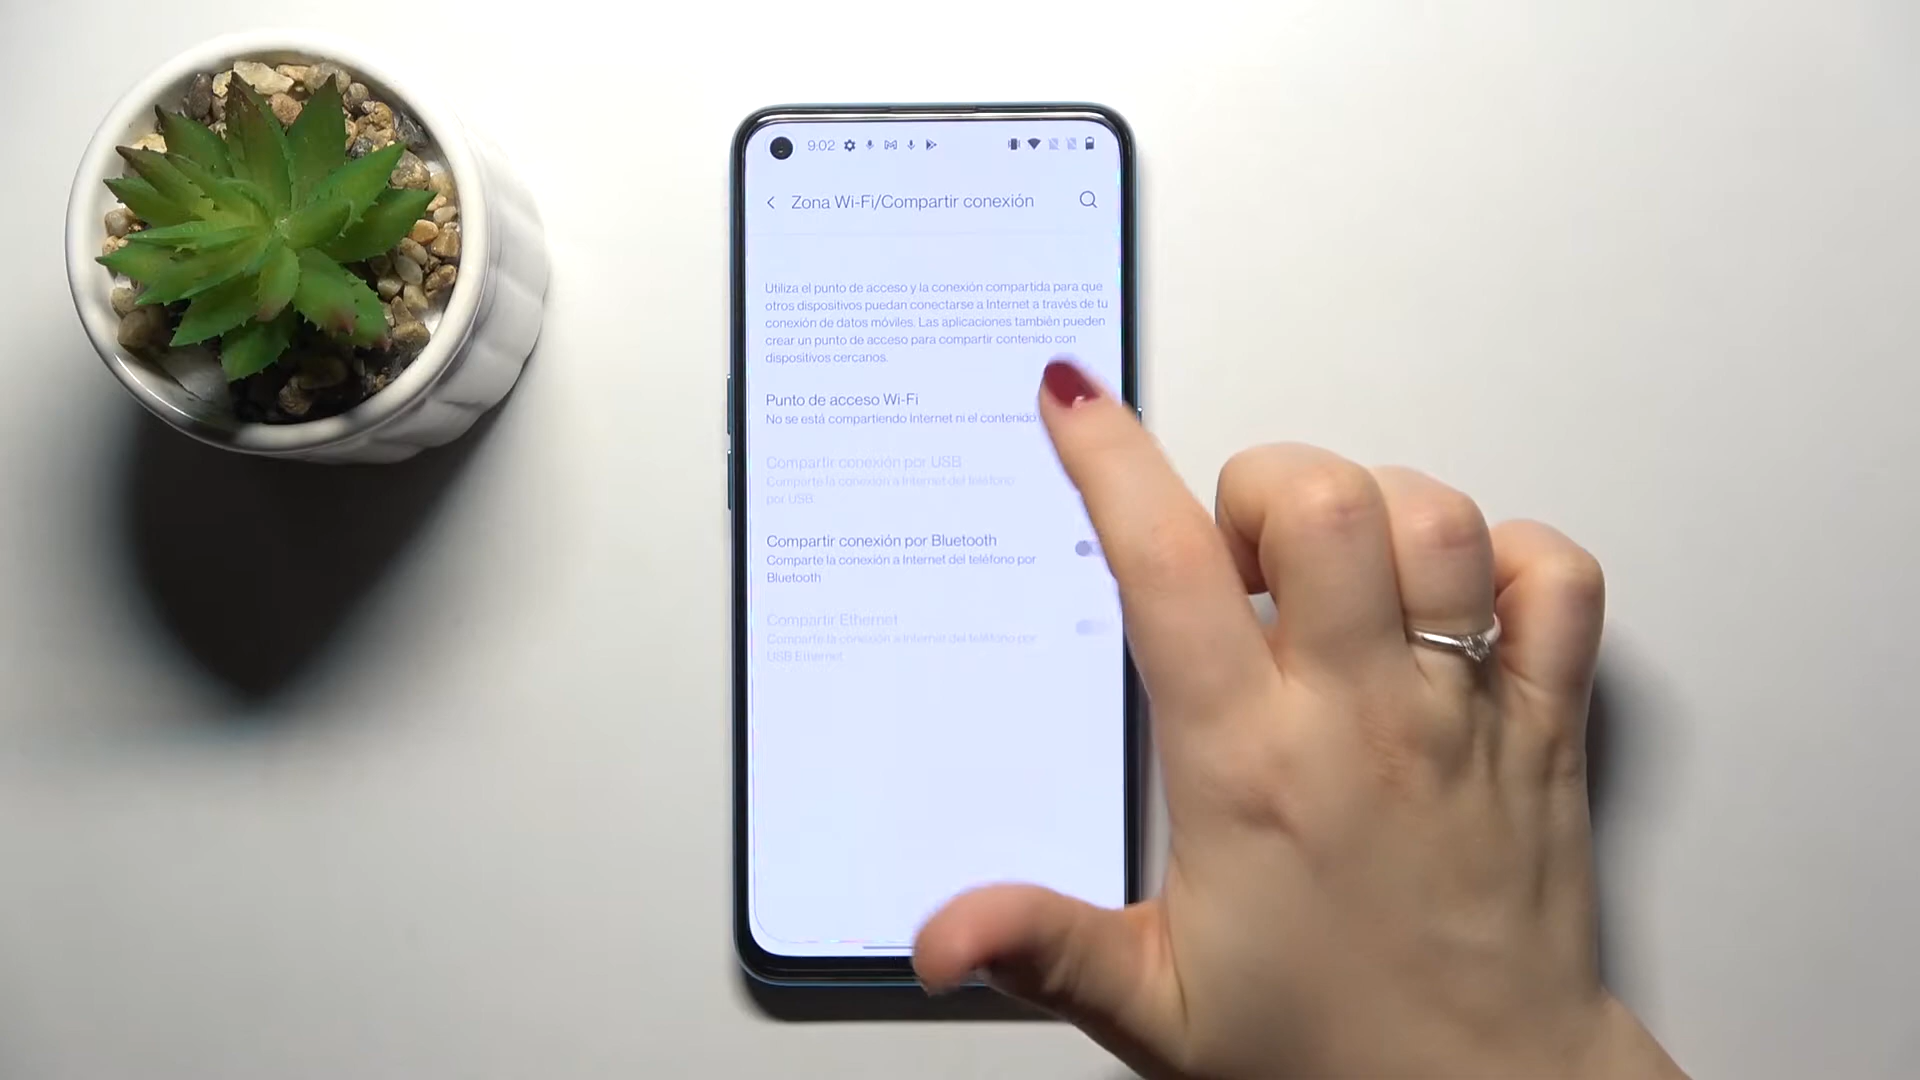 9:02
Zona Wi-Fi/Compartir conexión
Utiliza el punto de acceso y la conexión compartida para que
otros dispositivos puedan conectarse a Internet a través de tu
conexión de datos móviles. Las aplicaciones también pueden
crear un punto de acceso para compartir contenido con
dispositivos cercanos.
Punto de acceso Wi-Fi
No se está compartiendo Internet ni el contenido
Compartir conexión por USB
Comparte la conexión a Internet del teléfono
por USB.
Compartir conexión por Bluetooth
Comparte la conexión a Internet del teléfono por
Bluetooth
Compartir Ethernet
Comparte la conexión a Internet del teléfono por
USB Ethernet